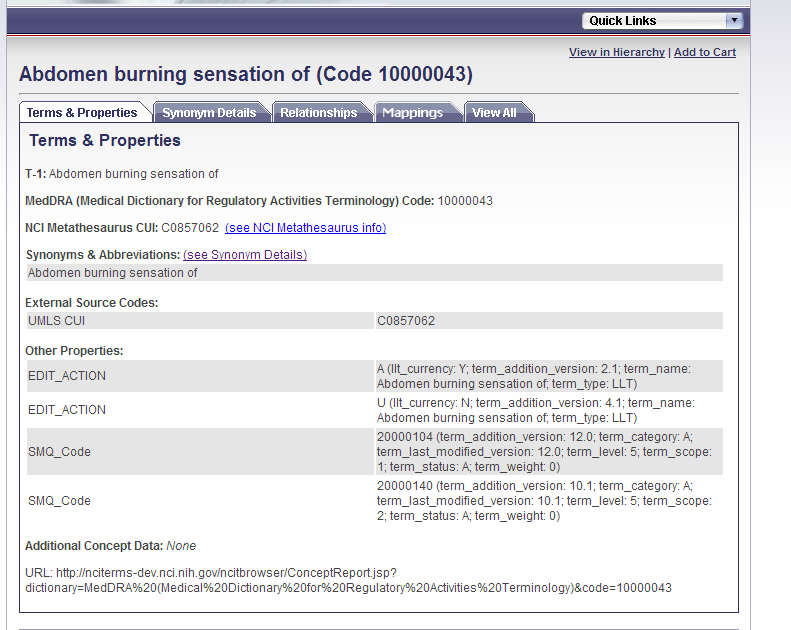 Quick Links
View in Hierarchy | Add to Cart
Abdomen burning sensation of (Code 10000043)
Terms & Properties
Synonym Details
Relationships
Mappings
View All
Terms & Properties
T-1: Abdomen burning sensation of
MedDRA (Medical Dictionary for Regulatory Activities Terminology) Code: 10000043
NCI Metathesaurus CUI: C0857062 (see NCI Metathesaurus info)
Synonyms & Abbreviations: (see Synonym Details)
Abdomen burning sensation of
External Source Codes:
UMLS CUI C0857062
Other Properties:
EDIT_ACTION
A (llt_currency: Y; term_addition_version: 2.1; term_name:
Abdomen burning sensation of; term_type: LLT)
EDIT_ACTION
U (llt_currency: N; term_addition_version: 4.1; term_name:
Abdomen burning sensation of; term_type: LLT)
SMQ_Code
20000104 (term_addition_version: 12.0; term_category: A;
term_last_modified_version: 12.0; term_level: 5; term_scope:
1; term_status: A; term_weight: 0)
SMQ_Code
20000140 (term_addition_version: 10.1; term_category: A;
term_last_modified_version: 10.1; term_level: 5; term_scope:
2; term_status: A; term_weight: 0)
Additional Concept Data: None
URL: http://nciterms-dev.nci.nih.gov/ncitbrowser/ConceptReport.jsp?
dictionary=MedDRA%20(Medical%20Dictionary%20for%20Regulatory%20Activities%20Terminology)&code=10000043